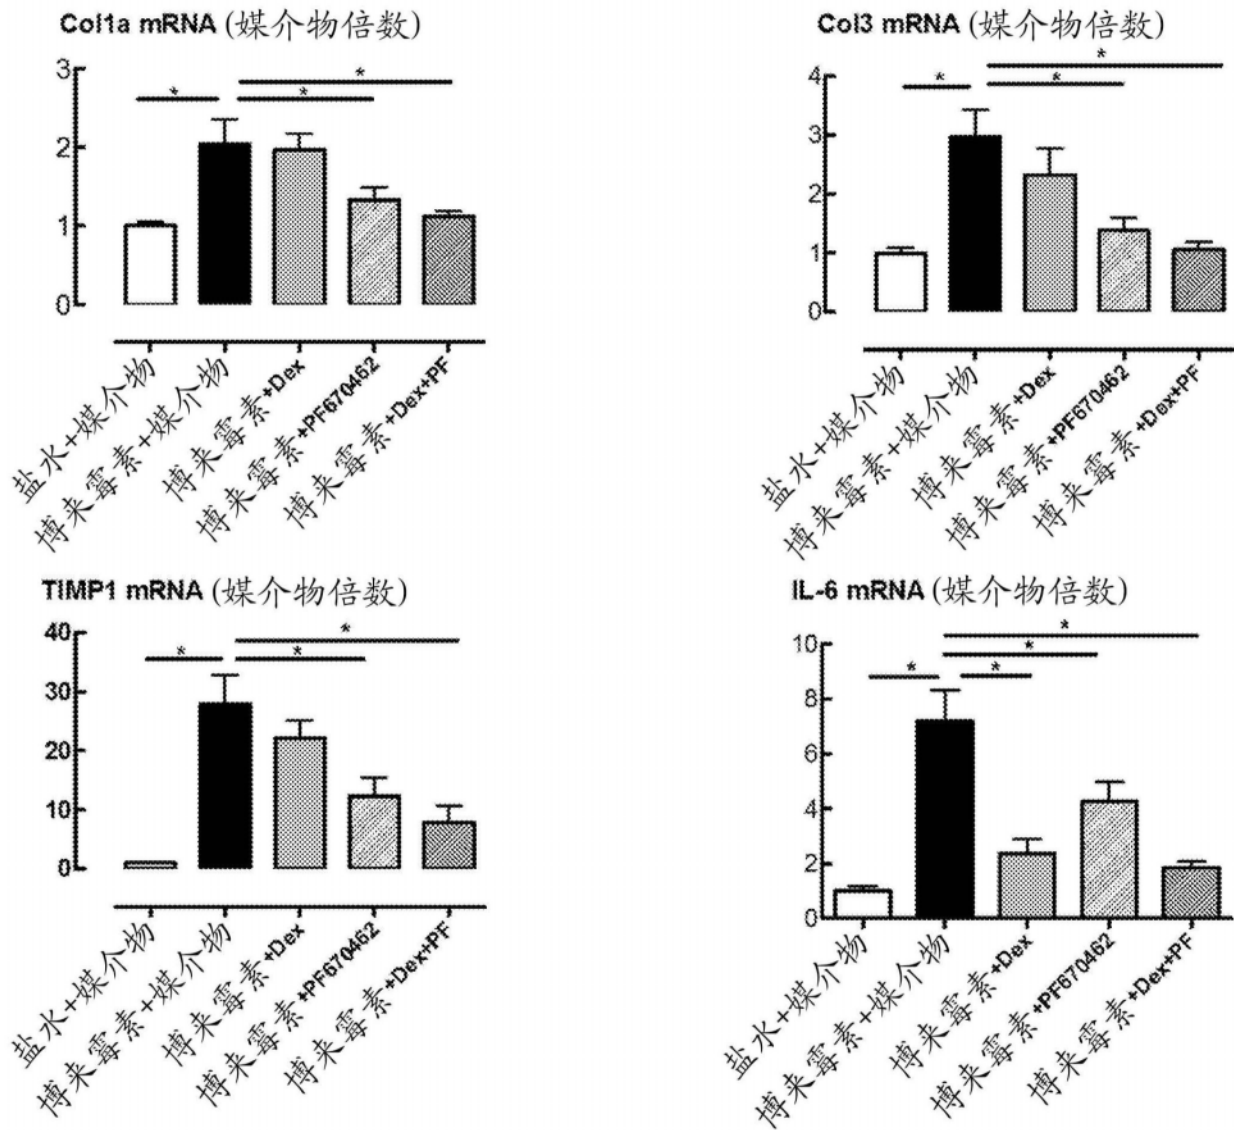 Col1a mRNA (媒介物倍数)
3
2
1
0
*
*
*
盐水+媒介物
博来霉素+媒介物
博来霉素+Dex
博来霉素+PF670462
博来霉素+Dex+PF
Col3 mRNA (媒介物倍数)
4
3
2
1
0
*
*
*
盐水+媒介物
博来霉素+媒介物
博来霉素+Dex
博来霉素+PF670462
博来霉素+Dex+PF
TIMP1 mRNA (媒介物倍数)
40
30
20
10
0
*
*
*
盐水+媒介物
博来霉素+媒介物
博来霉素+Dex
博来霉素+PF670462
博来霉素+Dex+PF
IL-6 mRNA (媒介物倍数)
10
8
6
4
2
0
*
*
*
*
盐水+媒介物
博来霉素+媒介物
博来霉素+Dex
博来霉素+PF670462
博来霉素+Dex+PF